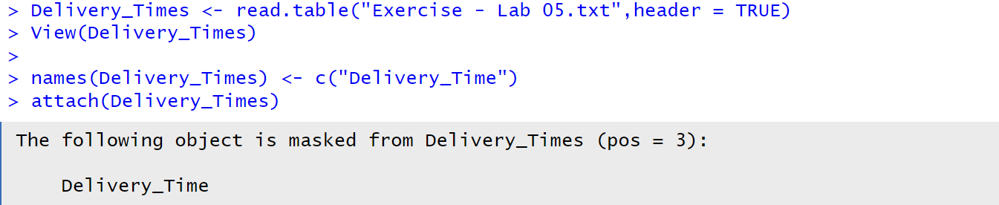 > Delivery_Times <- read.table("Exercise - Lab 05.txt",header = TRUE)
> View(Delivery_Times)
>
> names(Delivery_Times) <- c("Delivery_Time")
> attach(Delivery_Times)
The following object is masked from Delivery_Times (pos = 3):
Delivery_Time